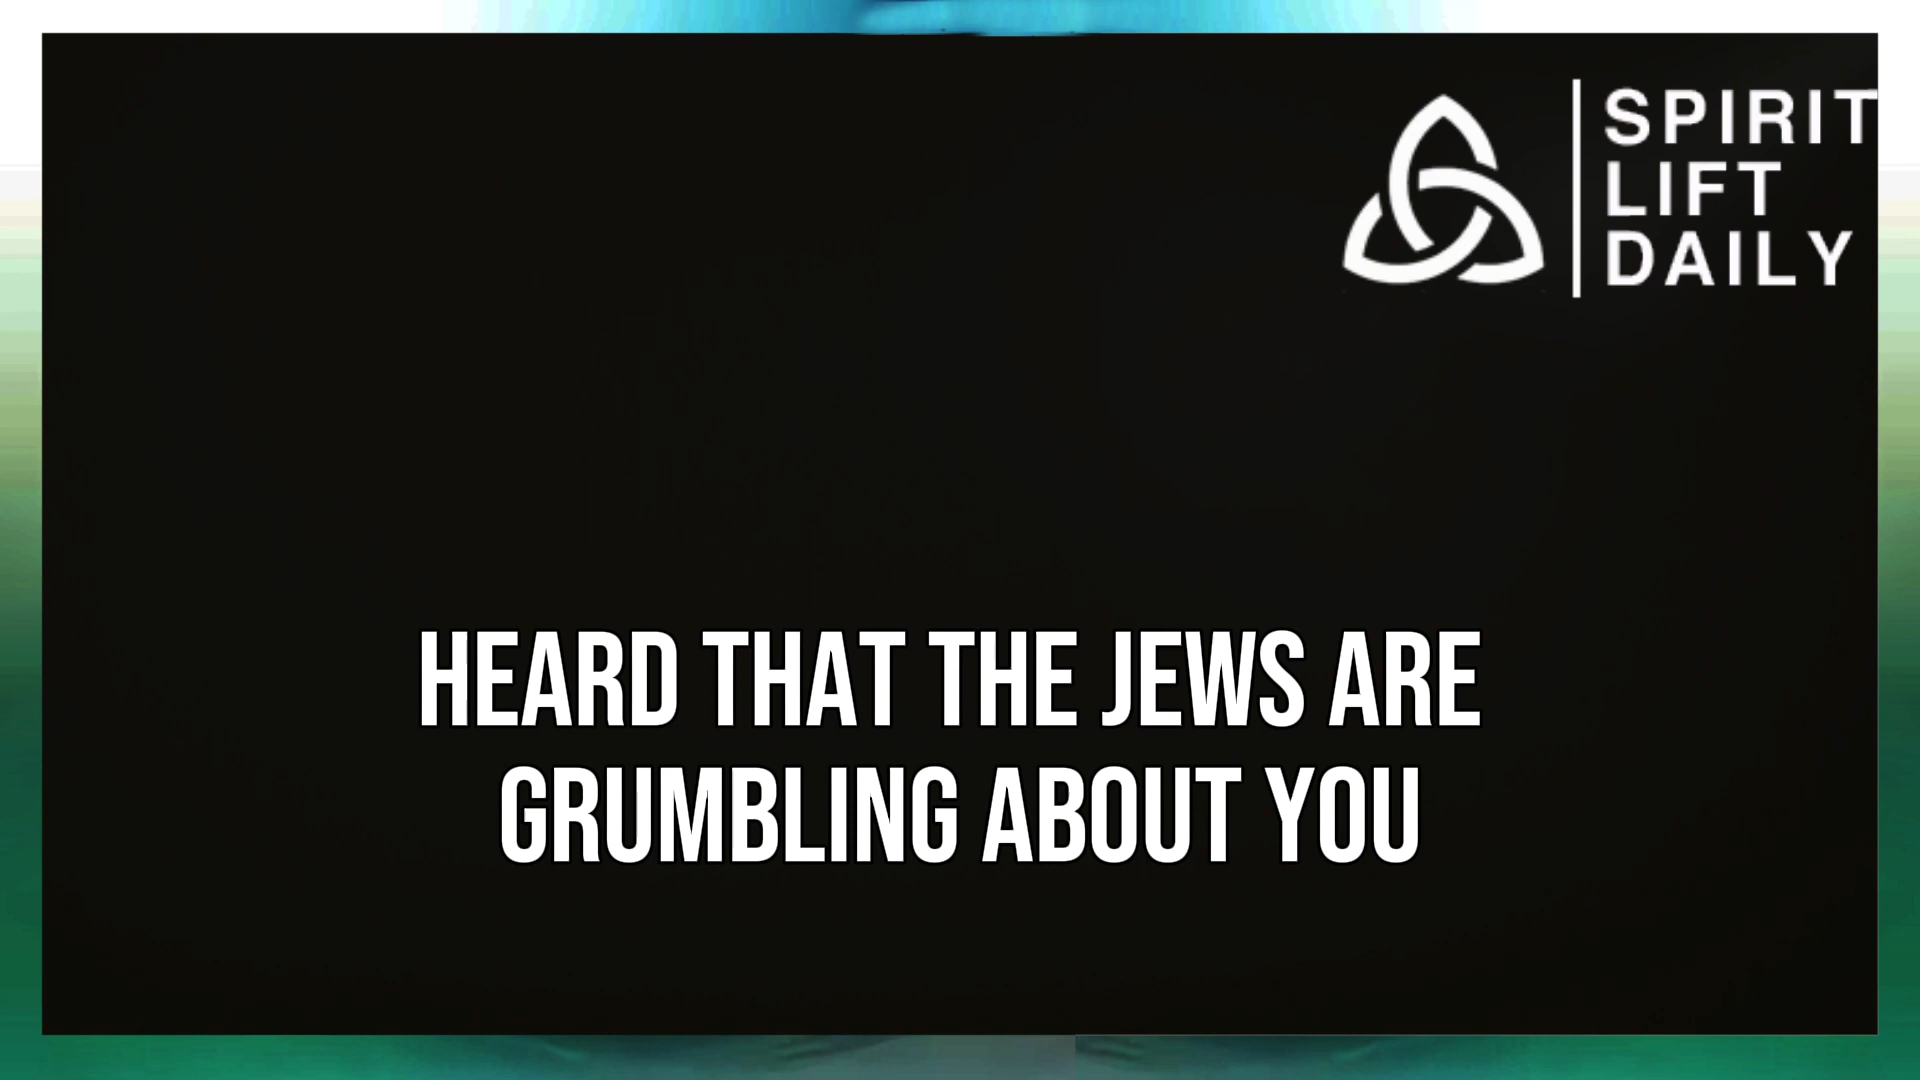 SPIRIT
LIFT
DAILY
HEARD THAT THE JEWS ARE
GRUMBLING ABOUT YOU